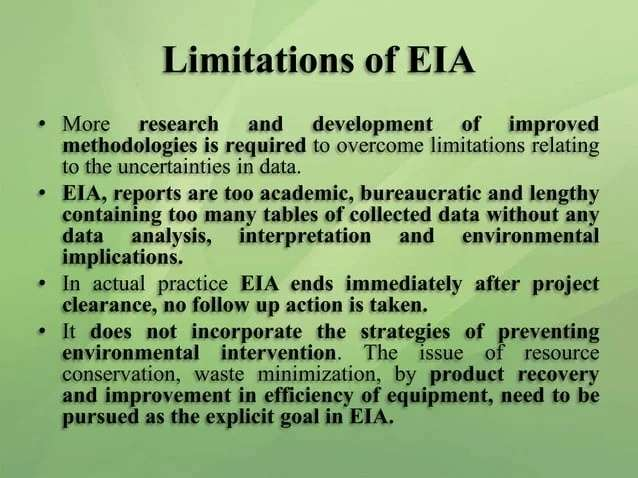 Limitations of EIA
• More research and development of improved
methodologies is required to overcome limitations relating
to the uncertainties in data.
• EIA, reports are too academic, bureaucratic and lengthy
containing too many tables of collected data without any
data analysis, interpretation and environmental
implications.
• In actual practice EIA ends immediately after project
clearance, no follow up action is taken.
• It does not incorporate the strategies of preventing
environmental intervention. The issue of resource
conservation, waste minimization, by product recovery
and improvement in efficiency of equipment, need to be
pursued as the explicit goal in EIA.